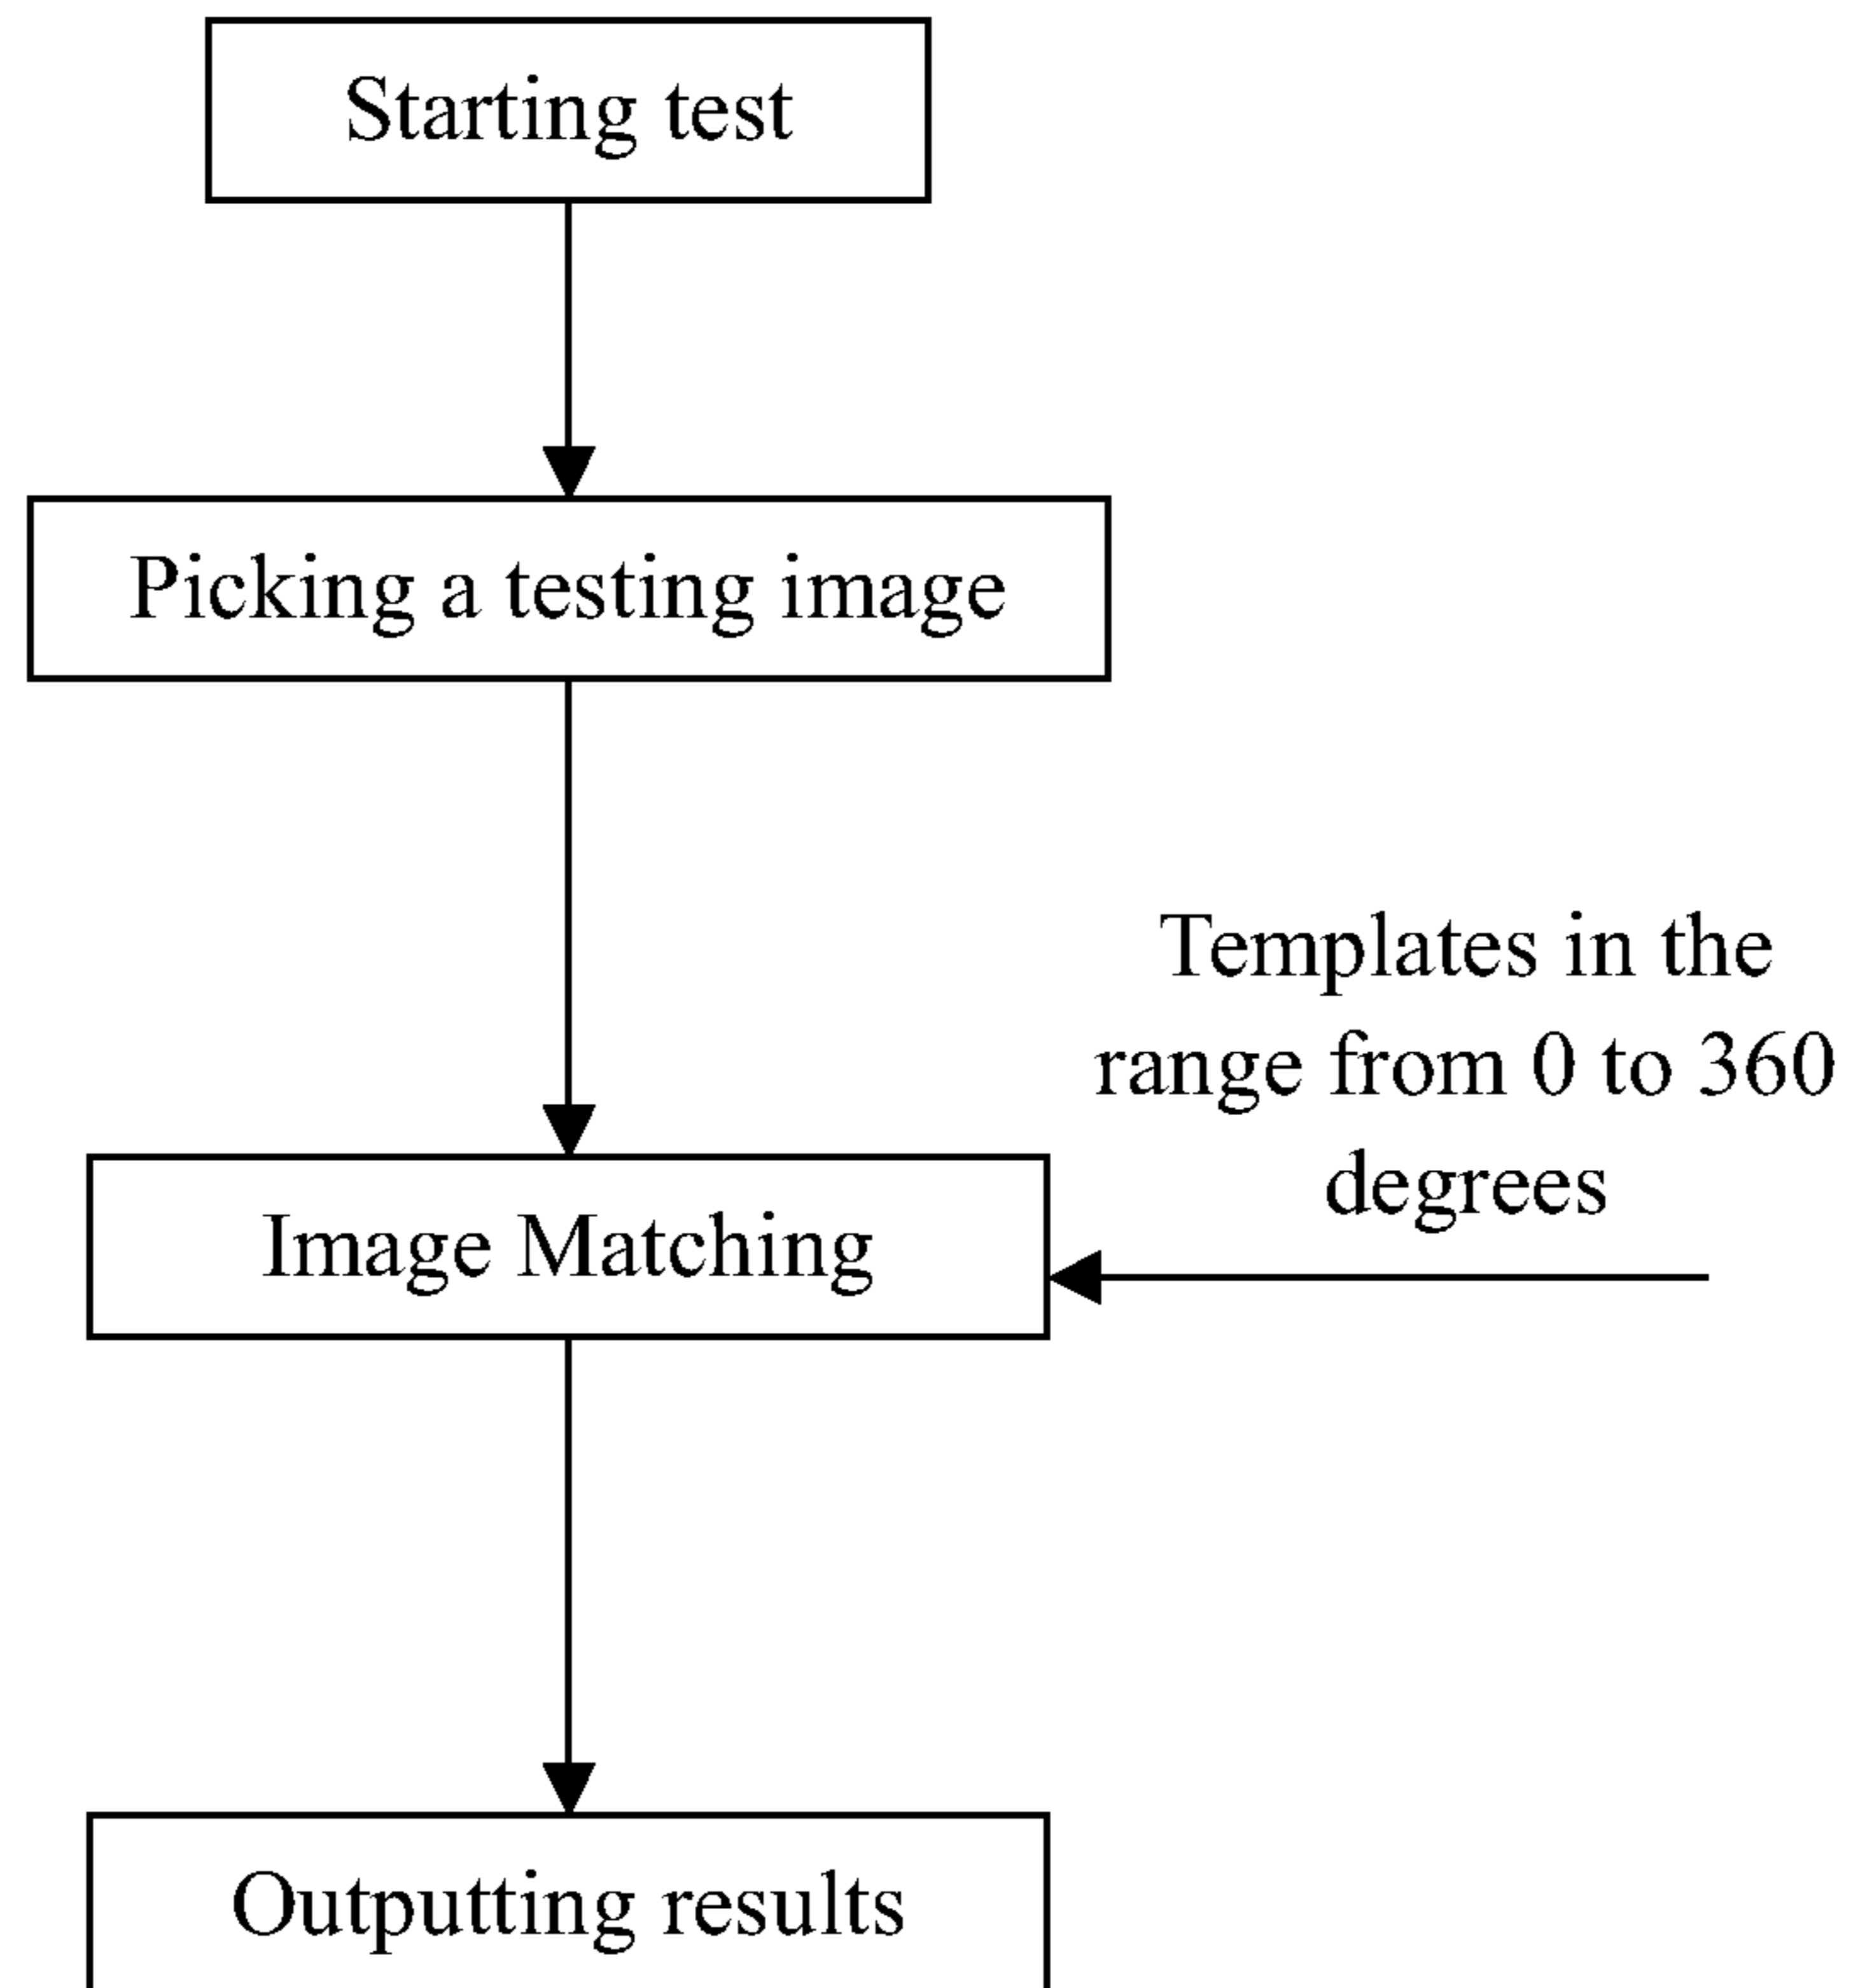 Starting test
Picking a testing image
Templates in the
range from 0 to 360
degrees
Image Matching
Outputting results